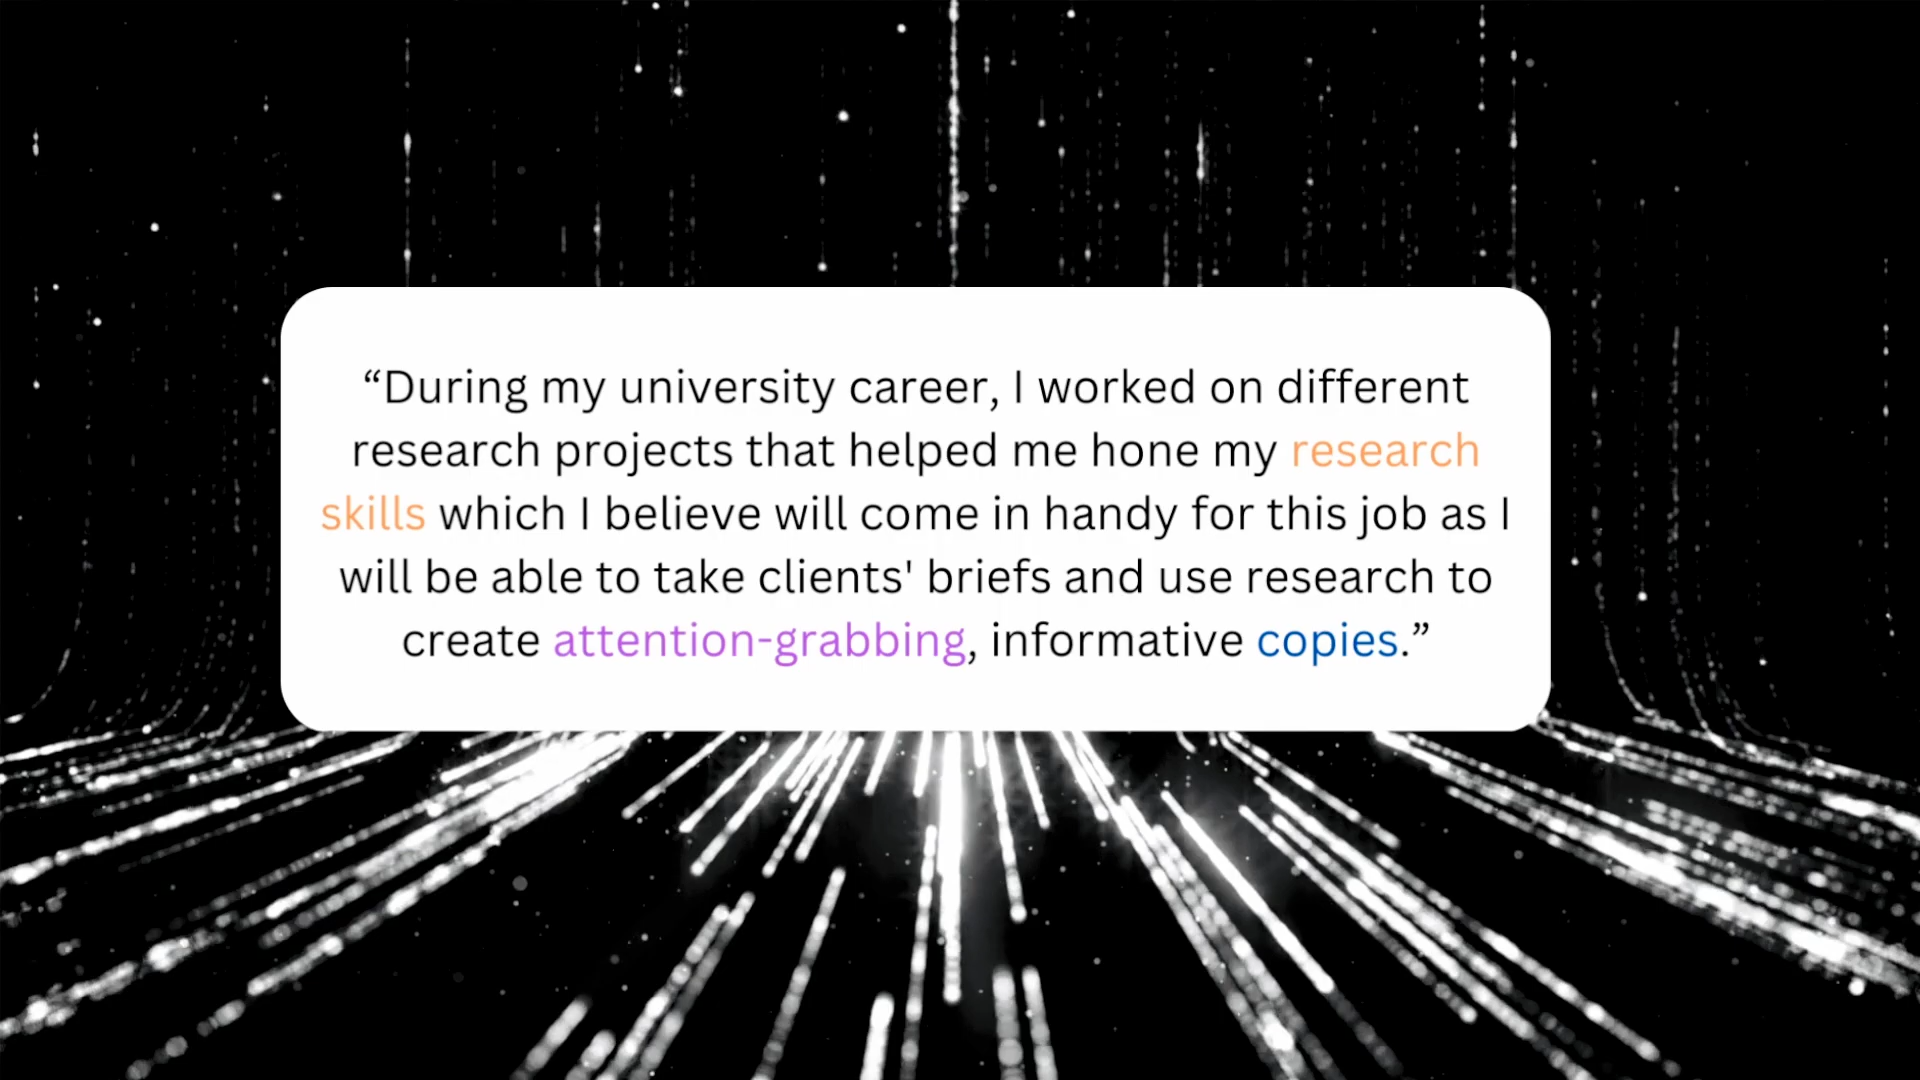 “During my university career, I worked on different
research projects that helped me hone my research
skills which I believe will come in handy for this job as I
will be able to take clients' briefs and use research to
create attention-grabbing, informative copies.”